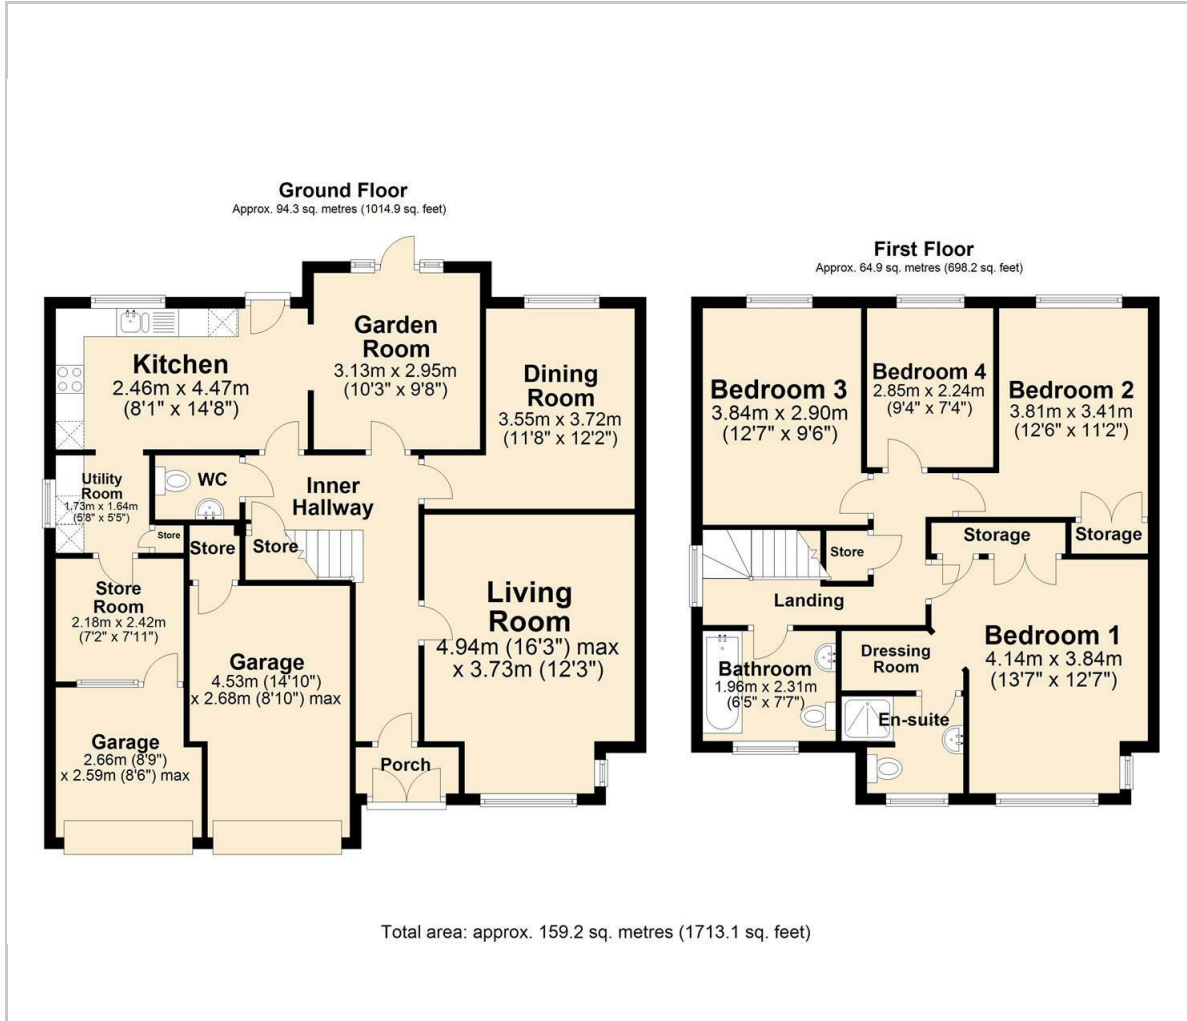 Ground Floor
Approx. 94.3 sq. metres (1014.9 sq. feet)
Garden
Room
3.13m x 2.95m
(10'3" x 9'8")
Kitchen
2.46m x 4.47m
(8'1" x 14'8")
Dining
Room
3.55m x 3.72m
(11'8" x 12'2")
Utility
Room
1.73m x 1.64m
(5'8" x 5'5")
WC
Inner
Hallway
Store
Store
Store
Store
Room
2.18m x 2.42m
(7'2" x 7'11")
Living
Room
4.94m (16'3") max
x 3.73m (12'3")
Garage
4.53m (14'10")
x 2.68m (8'10") max
Garage
2.66m (8'9")
x 2.59m (8'6") max
Porch
First Floor
Approx. 64.9 sq. metres (698.2 sq. feet)
Bedroom 3
3.84m x 2.90m
(12'7" x 9'6")
Bedroom 4
2.85m x 2.24m
(9'4" x 7'4")
Bedroom 2
3.81m x 3.41m
(12'6" x 11'2")
Storage
Storage
Store
Landing
Bathroom
1.96m x 2.31m
(6'5" x 7'7")
Dressing
Room
Bedroom 1
4.14m x 3.84m
(13'7" x 12'7")
En-suite
Total area: approx. 159.2 sq. metres (1713.1 sq. feet)